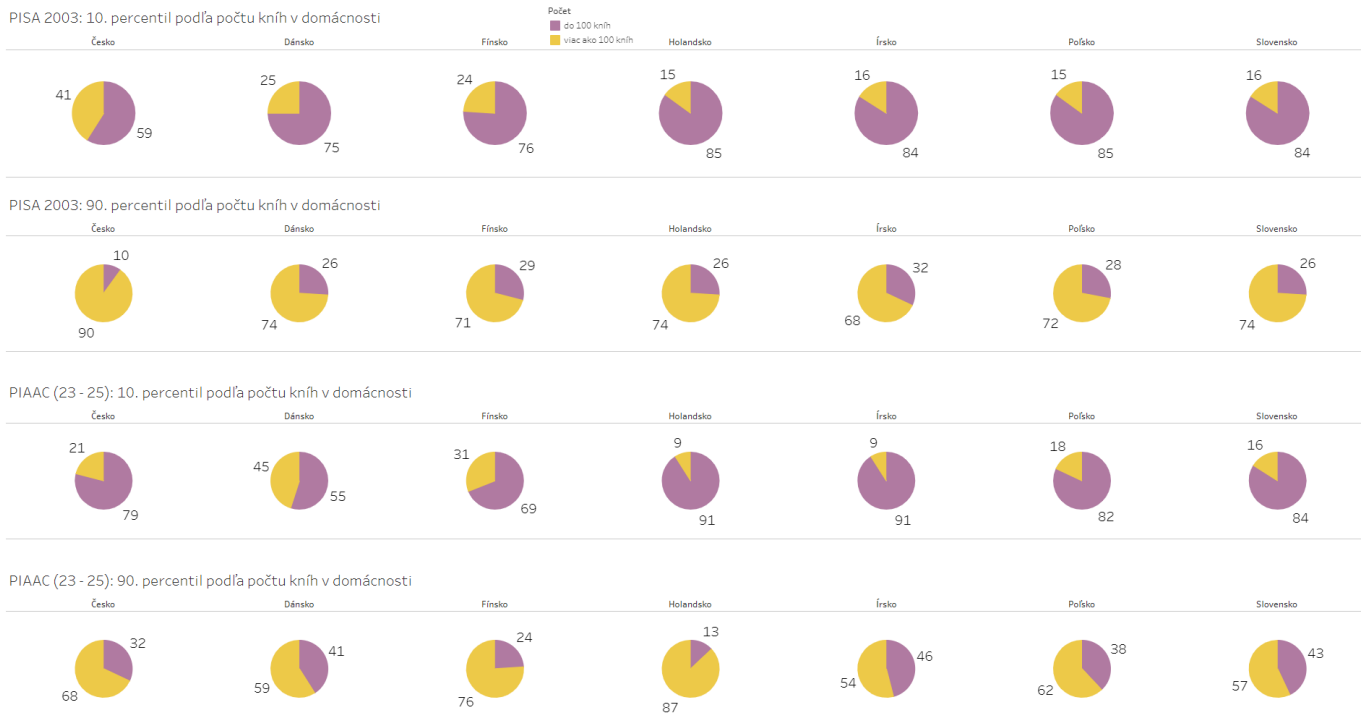 PISA 2003: 10. percentil podľa počtu kníh v domácnosti
Počet
do 100 kníh
viac ako 100 kníh
Česko Dánsko Fínsko Holandsko Írsko Poľsko Slovensko
41 59 25 75 24 76 15 85 16 84 15 85 16 84
PISA 2003: 90. percentil podľa počtu kníh v domácnosti
Česko Dánsko Fínsko Holandsko Írsko Poľsko Slovensko
10 90 26 74 29 71 26 74 32 68 28 72 26 74
PIAAC (23 - 25): 10. percentil podľa počtu kníh v domácnosti
Česko Dánsko Fínsko Holandsko Írsko Poľsko Slovensko
21 79 45 55 31 69 9 91 9 91 18 82 16 84
PIAAC (23 - 25): 90. percentil podľa počtu kníh v domácnosti
Česko Dánsko Fínsko Holandsko Írsko Poľsko Slovensko
32 68 41 59 24 76 13 87 46 54 38 62 43 57